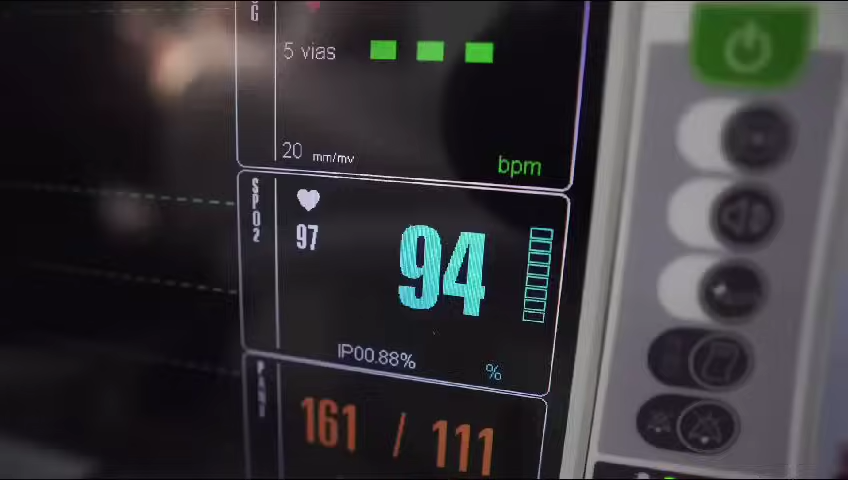 5 vias
20 mm/mv
bpm
SPO2
97
94
IP00.88%
%
161 / 111